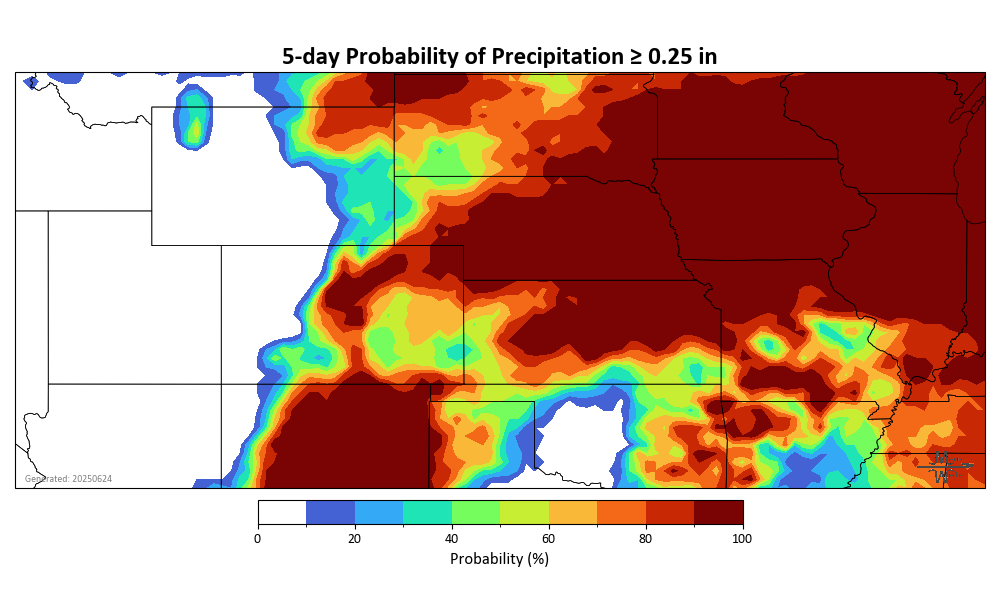 5-day Probability of Precipitation ≥ 0.25 in
Generated: 20250624
0 20 40 60 80 100
Probability (%)